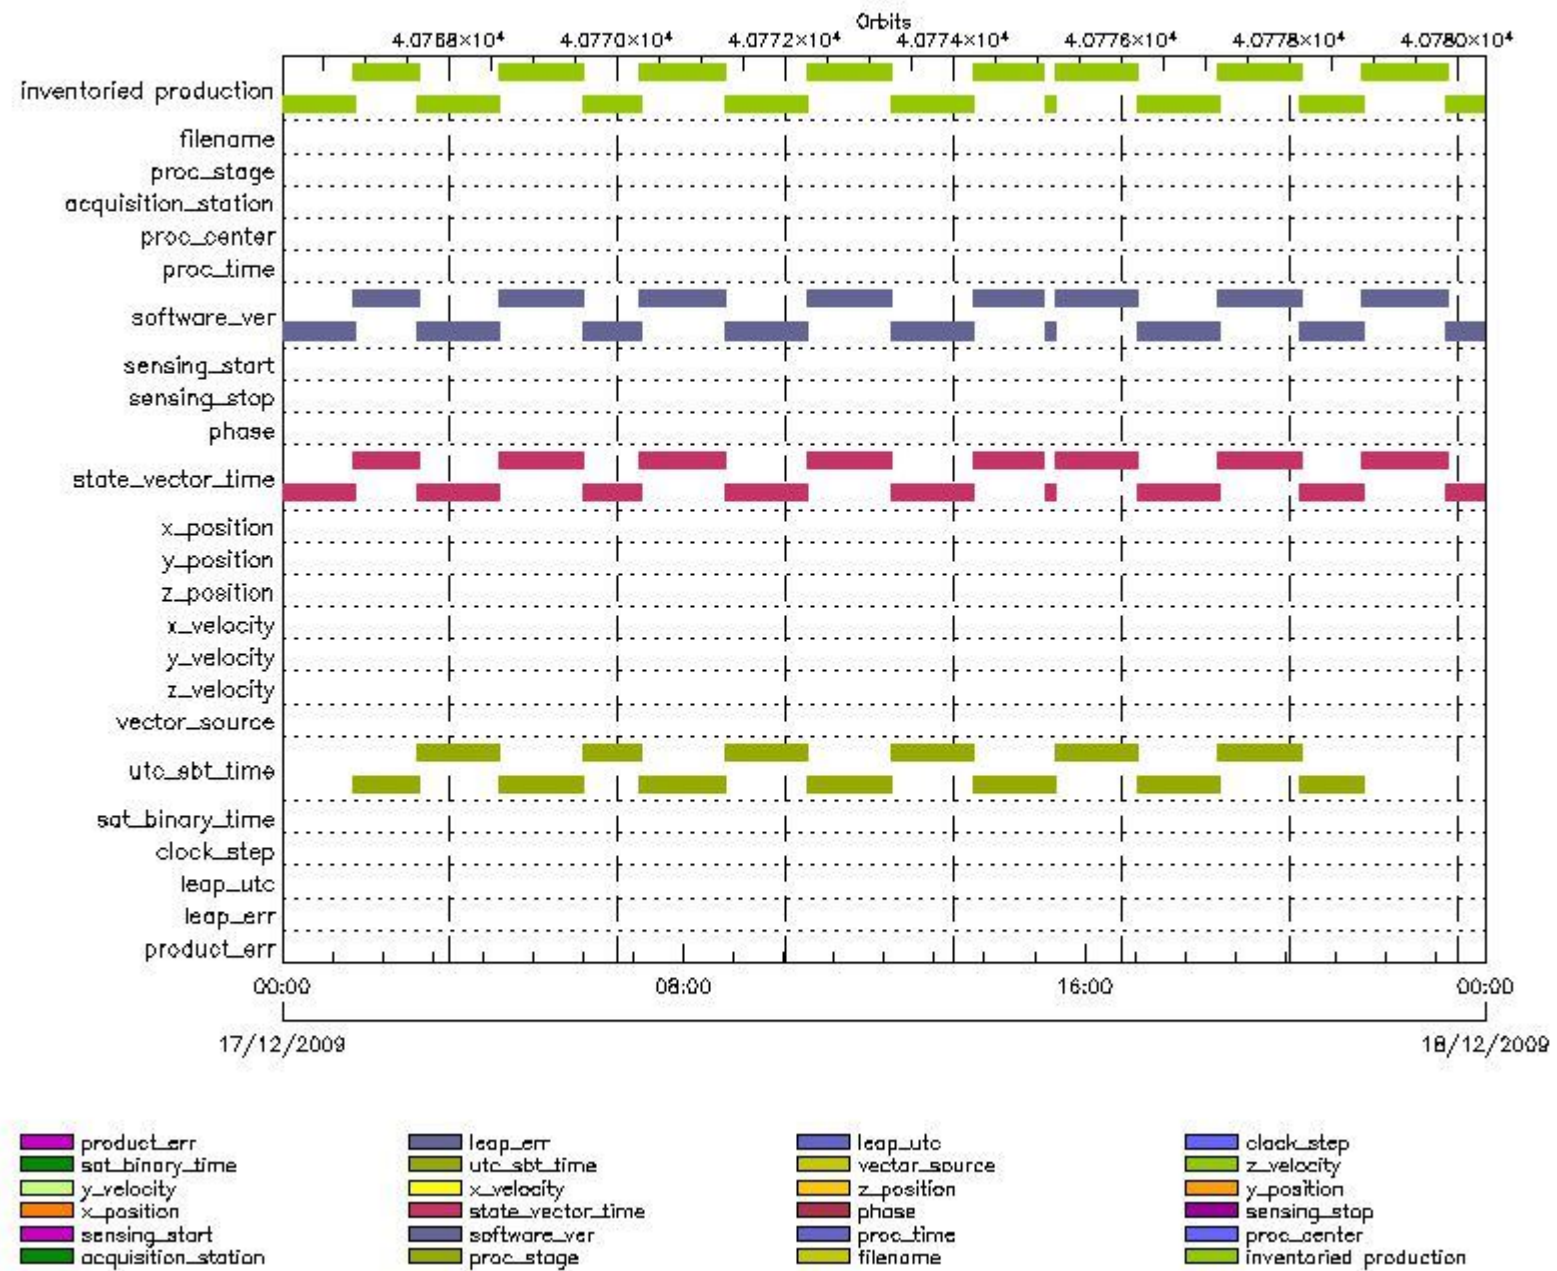 Orbits
4.0768×10⁴ 4.0770×10⁴ 4.0772×10⁴ 4.0774×10⁴ 4.0776×10⁴ 4.0778×10⁴ 4.0780×10⁴
inventoried production
filename
proc_stage
acquisition_station
proc_center
proc_time
software_ver
sensing_start
sensing_stop
phase
state_vector_time
x_position
y_position
z_position
x_velocity
y_velocity
z_velocity
vector_source
utc_sbt_time
sat_binary_time
clock_step
leap_utc
leap_err
product_err
00:00 08:00 16:00 00:00
17/12/2009 18/12/2009
product_err leap_err leap_utc clock_step
sat_binary_time utc_sbt_time vector_source z_velocity
y_velocity x_velocity z_position y_position
x_position state_vector_time phase sensing_stop
sensing_start software_ver proc_time proc_center
acquisition_station proc_stage filename inventoried production